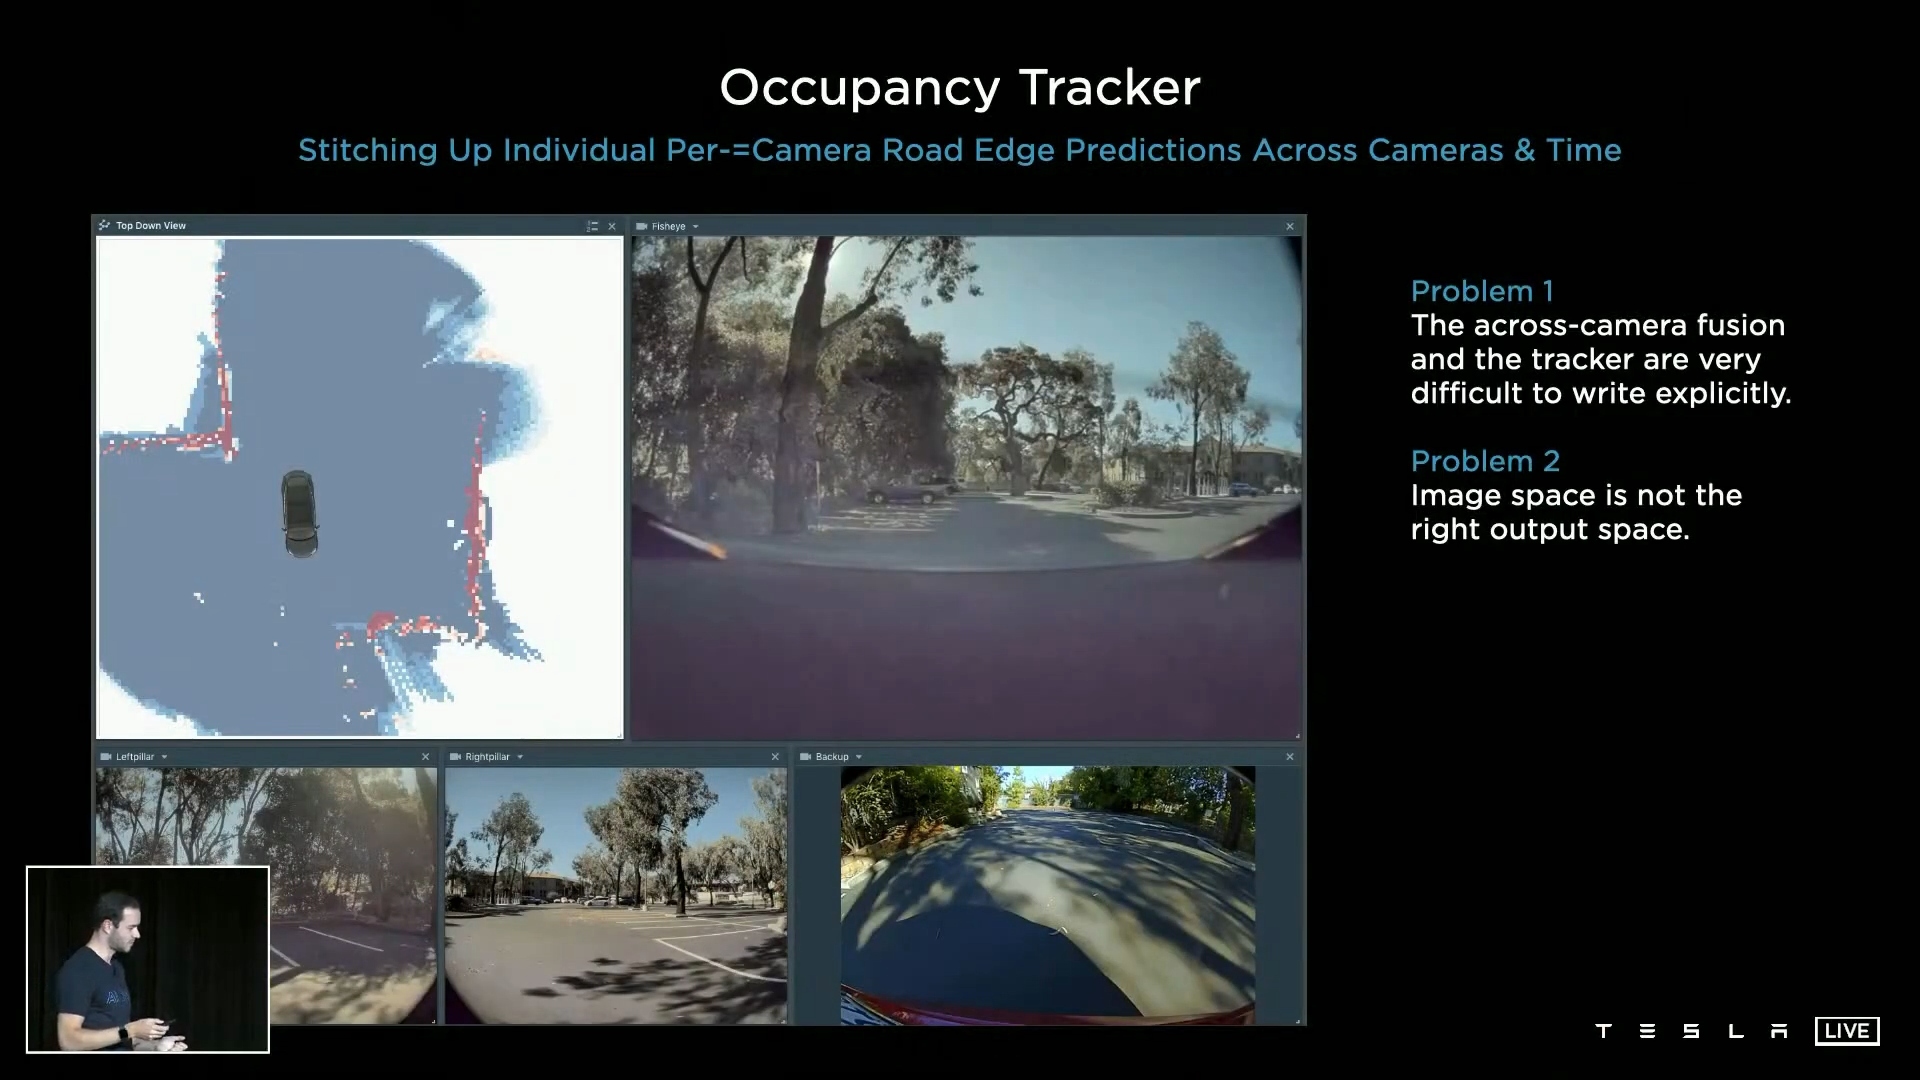 Occupancy Tracker
Stitching Up Individual Per-=Camera Road Edge Predictions Across Cameras & Time
Top Down View
Fisheye
Problem 1
The across-camera fusion
and the tracker are very
difficult to write explicitly.
Problem 2
Image space is not the
right output space.
Leftpillar
Rightpillar
Backup
TESLA LIVE